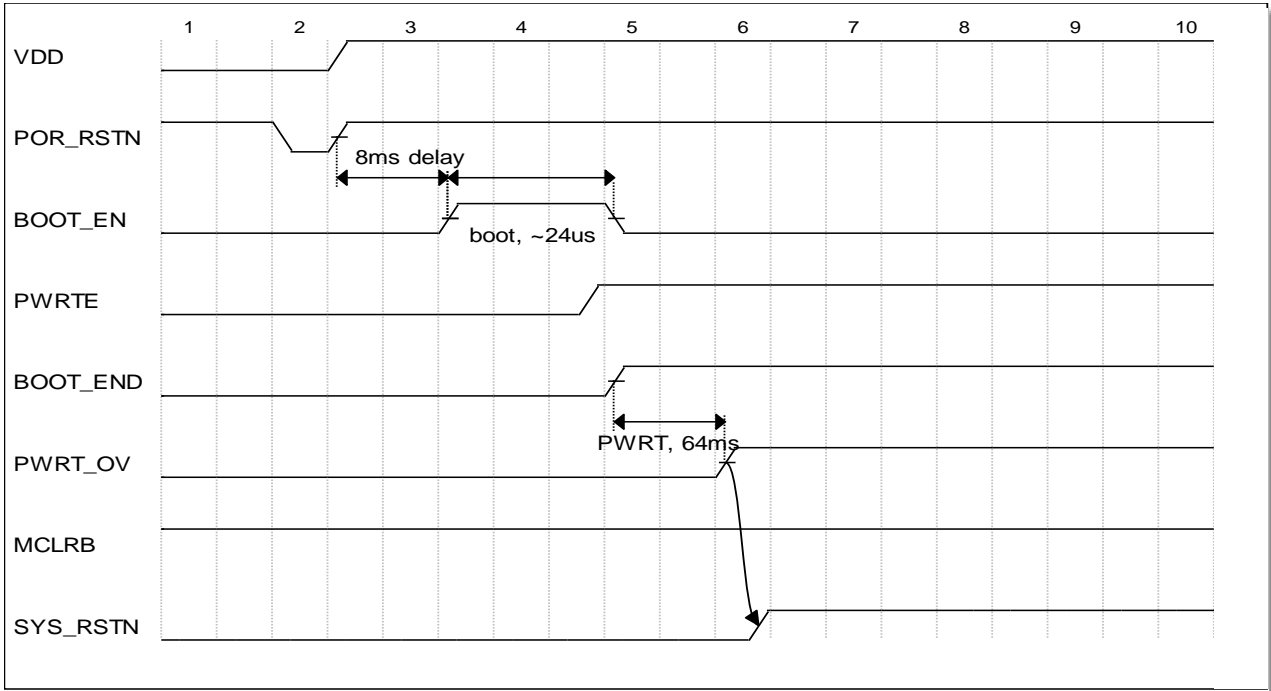 1 2 3 4 5 6 7 8 9 10
VDD
POR_RSTN
8ms delay
BOOT_EN
boot, ~24us
PWRTE
BOOT_END
PWRT, 64ms
PWRT_OV
MCLRB
SYS_RSTN